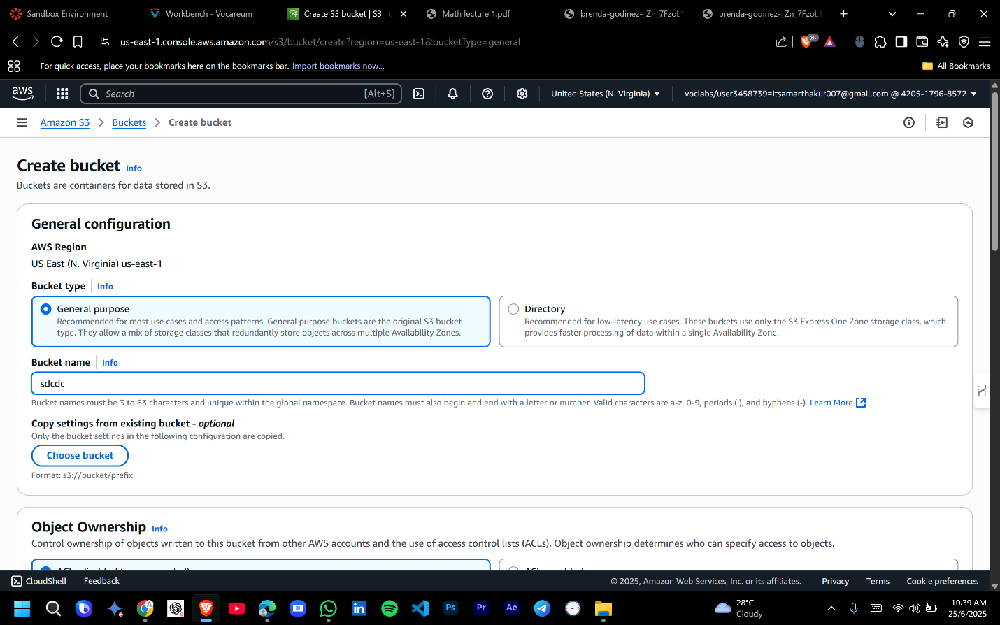 Sandbox Environment
Workbench - Vocareum
Create S3 bucket | S3 | u
Math lecture 1.pdf
brenda-godinez-_Zn_7FzoL1
brenda-godinez-_Zn_7FzoL1
us-east-1.console.aws.amazon.com/s3/bucket/create?region=us-east-1&bucketType=general
99+
For quick access, place your bookmarks here on the bookmarks bar. Import bookmarks now...
All Bookmarks
aws
Search
[Alt+S]
United States (N. Virginia)
voclabs/user3458739=itsamarthakur007@gmail.com @ 4205-1796-8572
Amazon S3 > Buckets > Create bucket
Create bucket Info
Buckets are containers for data stored in S3.
General configuration
AWS Region
US East (N. Virginia) us-east-1
Bucket type | Info
General purpose
Recommended for most use cases and access patterns. General purpose buckets are the original S3 bucket
type. They allow a mix of storage classes that redundantly store objects across multiple Availability Zones.
Directory
Recommended for low-latency use cases. These buckets use only the S3 Express One Zone storage class, which
provides faster processing of data within a single Availability Zone.
Bucket name | Info
sdcdc
Bucket names must be 3 to 63 characters and unique within the global namespace. Bucket names must also begin and end with a letter or number. Valid characters are a-z, 0-9, periods (.), and hyphens (-). Learn More
Copy settings from existing bucket - optional
Only the bucket settings in the following configuration are copied.
Choose bucket
Format: s3://bucket/prefix
Object Ownership Info
Control ownership of objects written to this bucket from other AWS accounts and the use of access control lists (ACLs). Object ownership determines who can specify access to objects.
ACLs disabled (recommended)
ACLs enabled
CloudShell
Feedback
© 2025, Amazon Web Services, Inc. or its affiliates.
Privacy
Terms
Cookie preferences
Ps
Pr
Ae
28°C
Cloudy
10:39 AM
25/6/2025